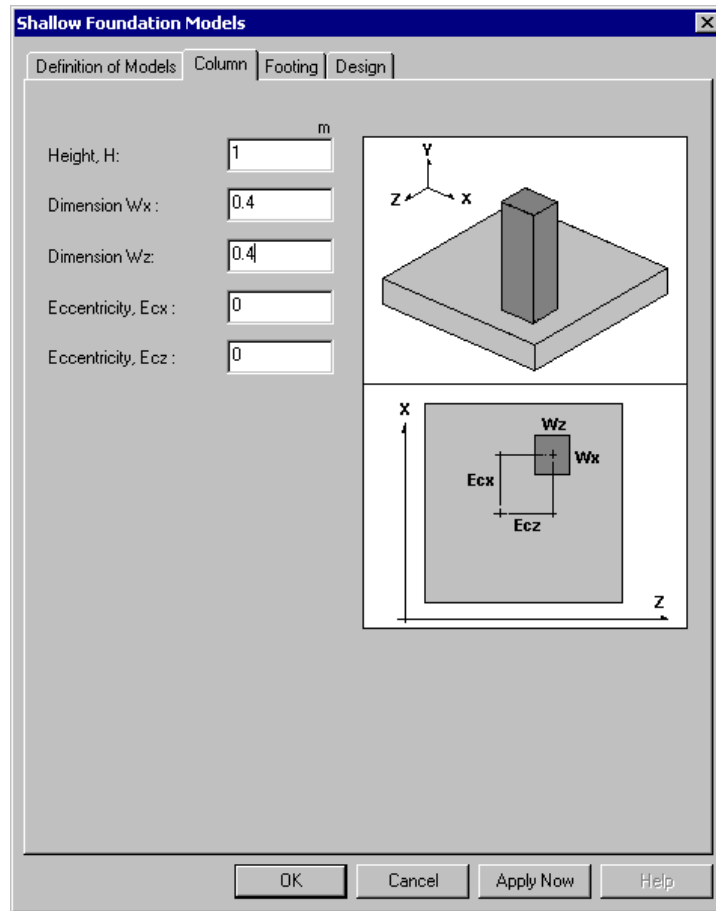 Shallow Foundation Models
Definition of Models Column Footing Design
m
Height, H: 1
Dimension Wx : 0.4
Dimension Wz: 0.4
Eccentricity, Ecx : 0
Eccentricity, Ecz : 0
Y
Z X
X
Wz
Wx
Ecx
Ecz
Z
OK Cancel Apply Now Help